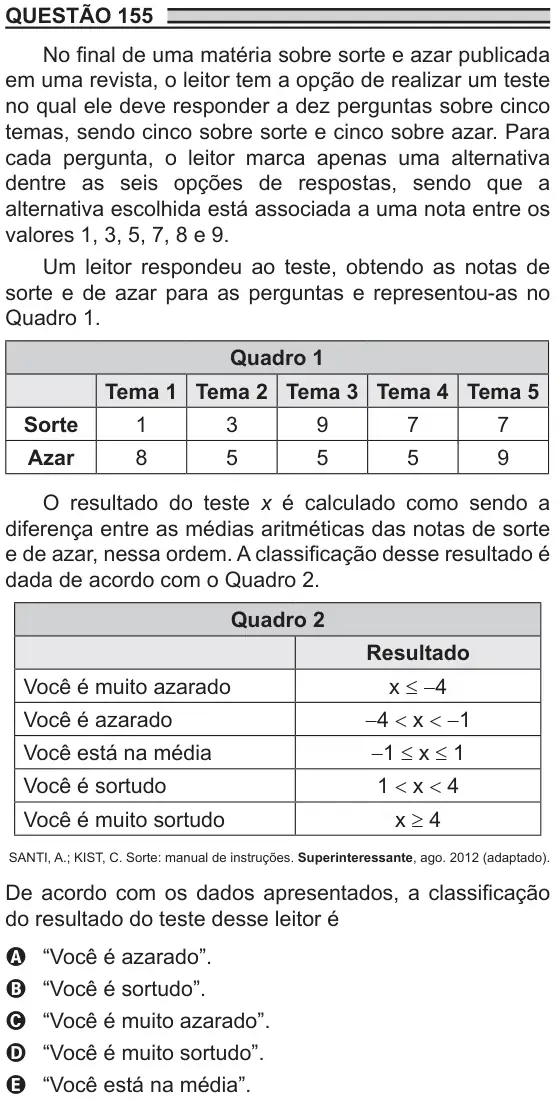 QUESTÃO 155
No final de uma matéria sobre sorte e azar publicada
em uma revista, o leitor tem a opção de realizar um teste
no qual ele deve responder a dez perguntas sobre cinco
temas, sendo cinco sobre sorte e cinco sobre azar. Para
cada pergunta, o leitor marca apenas uma alternativa
dentre as seis opções de respostas, sendo que a
alternativa escolhida está associada a uma nota entre os
valores 1, 3, 5, 7, 8 e 9.
Um leitor respondeu ao teste, obtendo as notas de
sorte e de azar para as perguntas e representou-as no
Quadro 1.
Quadro 1
Tema 1 Tema 2 Tema 3 Tema 4 Tema 5
Sorte 1 3 9 7 7
Azar 8 5 5 5 9
O resultado do teste x é calculado como sendo a
diferença entre as médias aritméticas das notas de sorte
e de azar, nessa ordem. A classificação desse resultado é
dada de acordo com o Quadro 2.
Quadro 2
Resultado
Você é muito azarado x ≤ –4
Você é azarado –4 < x < –1
Você está na média –1 ≤ x ≤ 1
Você é sortudo 1 < x < 4
Você é muito sortudo x ≥ 4
SANTI, A.; KIST, C. Sorte: manual de instruções. Superinteressante, ago. 2012 (adaptado).
De acordo com os dados apresentados, a classificação
do resultado do teste desse leitor é
A "Você é azarado".
B "Você é sortudo".
C "Você é muito azarado".
D "Você é muito sortudo".
E "Você está na média".